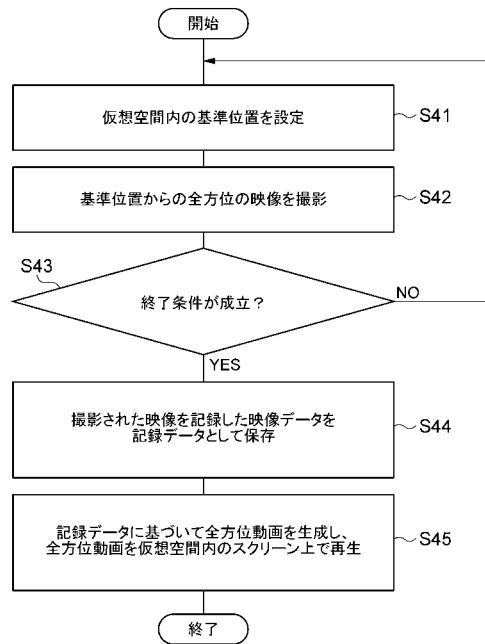 開始
仮想空間内の基準位置を設定
S41
基準位置からの全方位の映像を撮影
S42
S43
終了条件が成立？
NO
YES
撮影された映像を記録した映像データを
記録データとして保存
S44
記録データに基づいて全方位動画を生成し、
全方位動画を仮想空間内のスクリーン上で再生
S45
終了